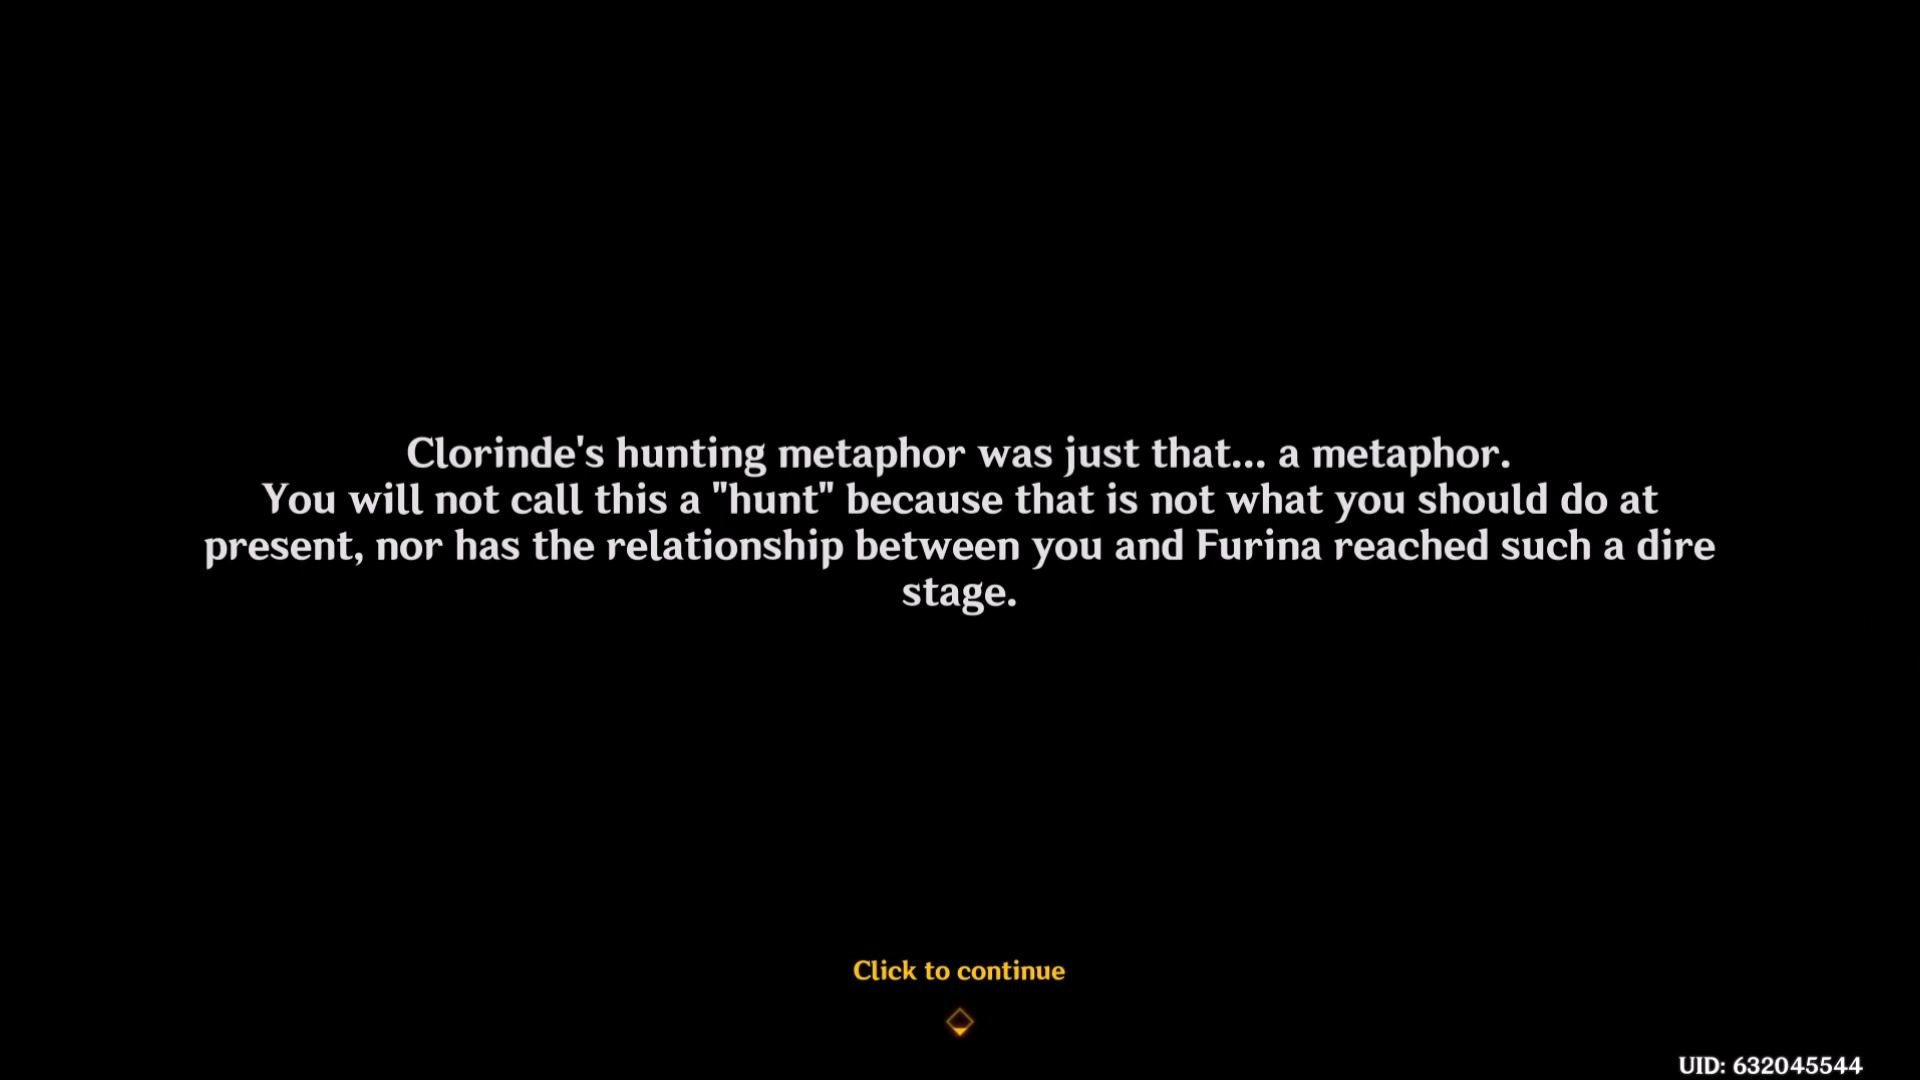 Clorinde's hunting metaphor was just that... a metaphor.
You will not call this a "hunt" because that is not what you should do at
present, nor has the relationship between you and Furina reached such a dire
stage.
Click to continue
UID: 632045544